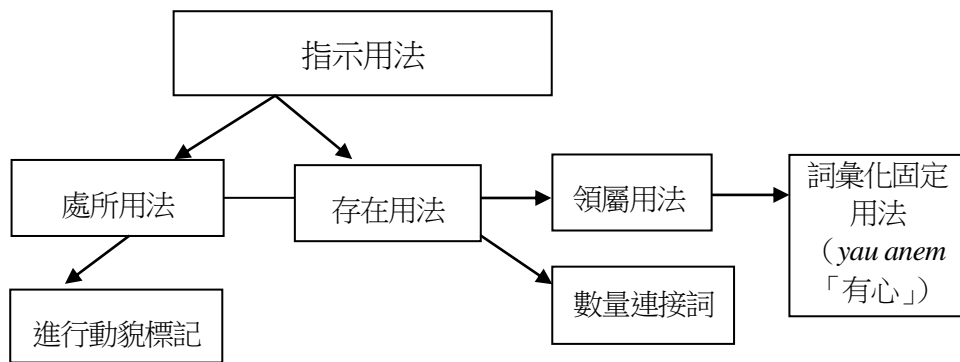 指示用法
處所用法
存在用法
領屬用法
詞彙化固定
用法
（yau anem
「有心」）
進行動貌標記
數量連接詞